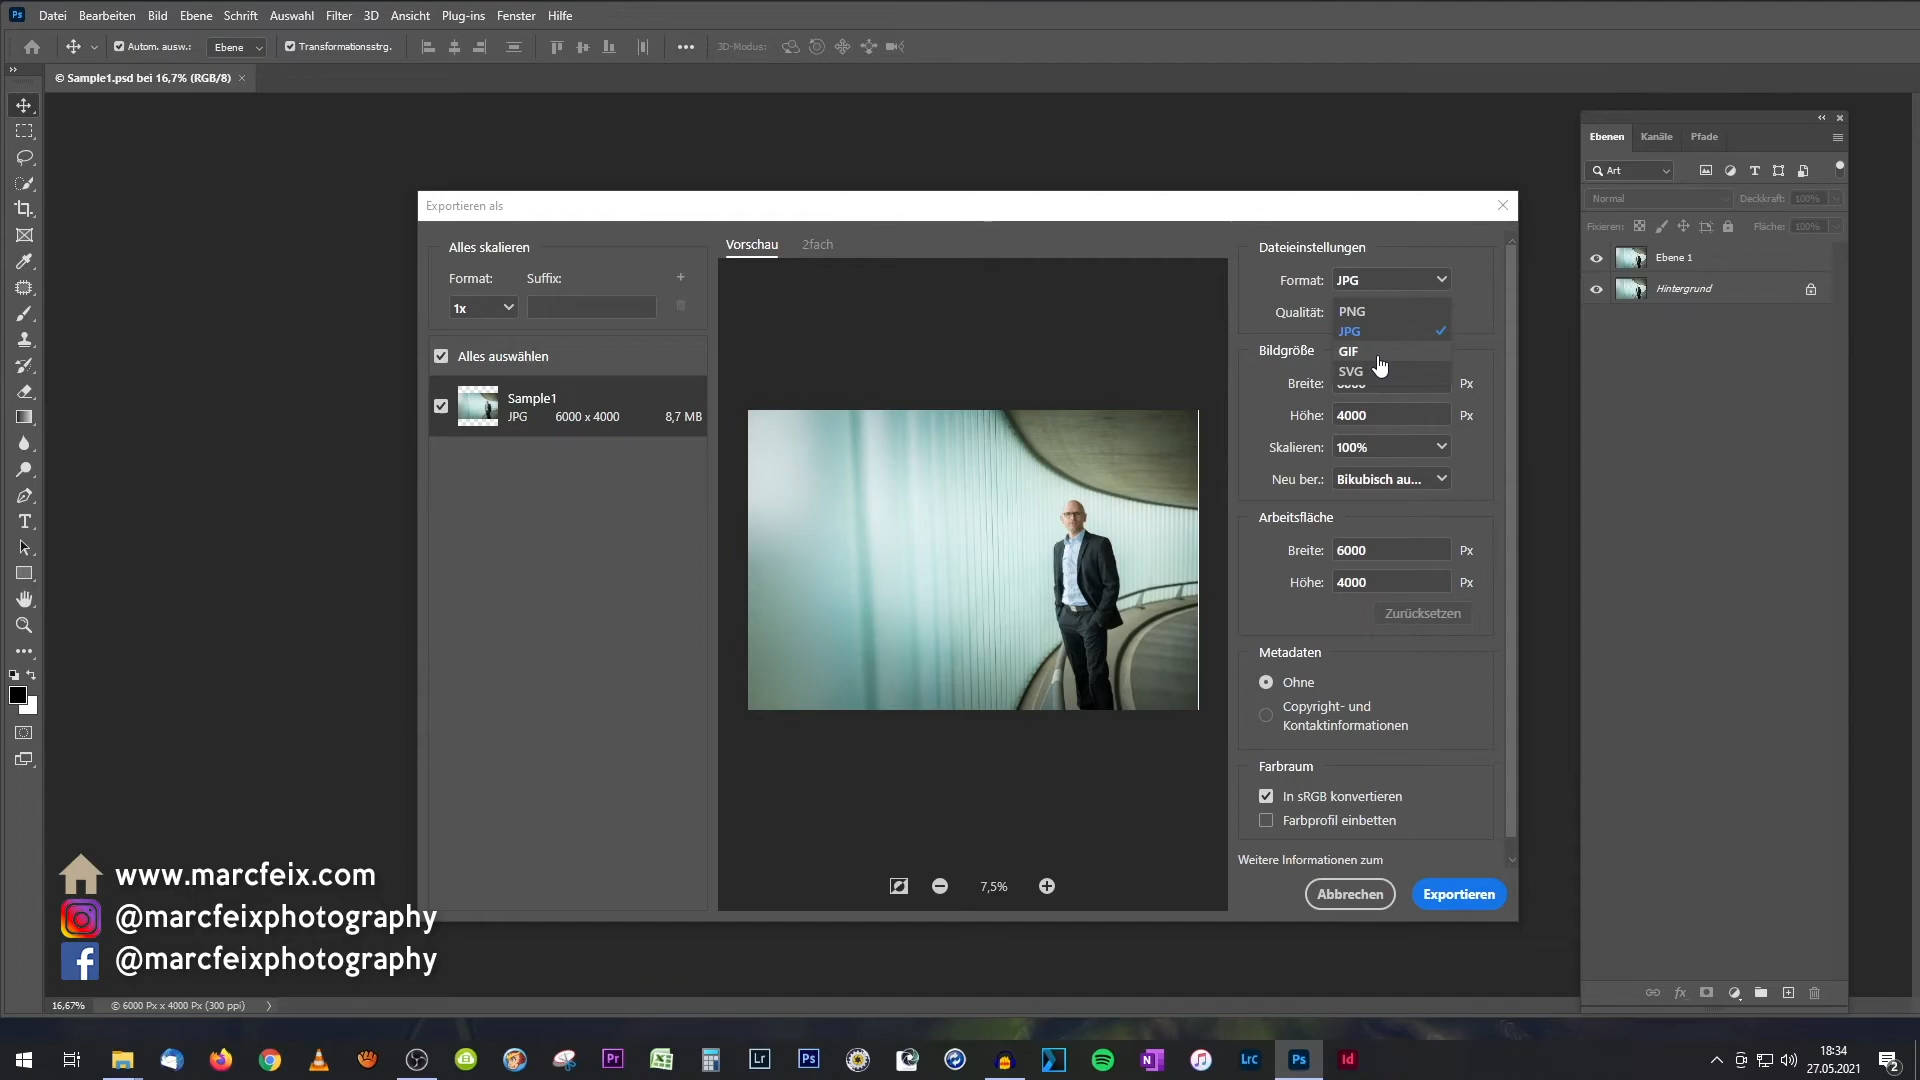 Datei Bearbeiten Bild Ebene Schrift Auswahl Filter 3D Ansicht Plug-ins Fenster Hilfe
Autom. ausw.: Ebene Transformationsstrg. 3D-Modus:
© Sample1.psd bei 16,7% (RGB/8)
Ebenen Kanäle Pfade
Art
Normal Deckkraft: 100%
Fixieren: Fläche: 100%
Ebene 1
Hintergrund
Exportieren als
Alles skalieren
Format: Suffix:
1x
Alles auswählen
Sample1
JPG 6000 x 4000 8,7 MB
Vorschau 2fach
7,5%
Dateieinstellungen
Format: JPG
Qualität:
PNG
JPG
GIF
SVG
Bildgröße
Breite: Px
Höhe: 4000 Px
Skalieren: 100%
Neu ber.: Bikubisch au...
Arbeitsfläche
Breite: 6000 Px
Höhe: 4000 Px
Zurücksetzen
Metadaten
Ohne
Copyright- und
Kontaktinformationen
Farbraum
In sRGB konvertieren
Farbprofil einbetten
Weitere Informationen zum
Abbrechen Exportieren
www.marcfeix.com
@marcfeixphotography
@marcfeixphotography
16,67% © 6000 Px x 4000 Px (300 ppi)
18:34
27.05.2021